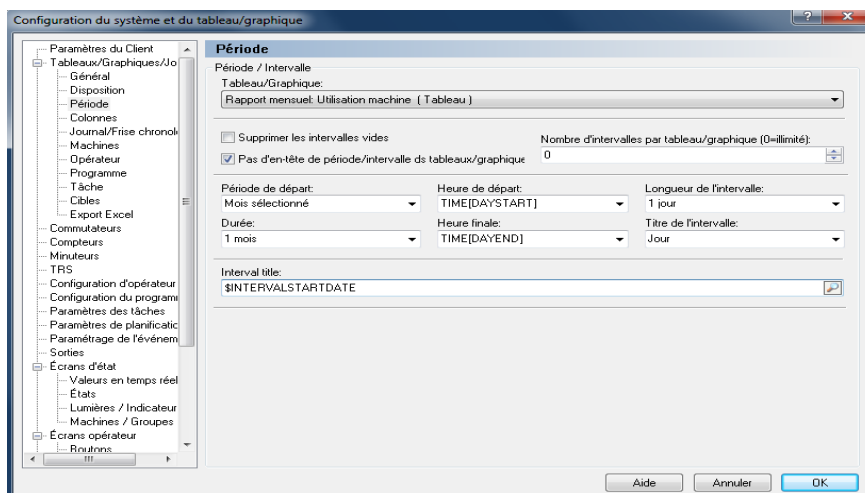 Configuration du système et du tableau/graphique
Paramètres du Client
Tableaux/Graphiques/Jo
Général
Disposition
Période
Colonnes
Journal/Frise chronol
Machines
Opérateur
Programme
Tâche
Cibles
Export Excel
Commutateurs
Compteurs
Minuteurs
TRS
Configuration d'opérateur
Configuration du program
Paramètres des tâches
Paramètres de planificatic
Paramétrage de l'événem
Sorties
Écrans d'état
Valeurs en temps réel
États
Lumières / Indicateur
Machines / Groupes
Écrans opérateur
Boutons
Période
Période / Intervalle
Tableau/Graphique:
Rapport mensuel: Utilisation machine ( Tableau )
Supprimer les intervalles vides
Pas d'en-tête de période/intervalle ds tableaux/graphique
Nombre d'intervalles par tableau/graphique (0=illimité):
0
Période de départ:
Mois sélectionné
Heure de départ:
TIME[DAYSTART]
Longueur de l'intervalle:
1 jour
Durée:
1 mois
Heure finale:
TIME[DAYEND]
Titre de l'intervalle:
Jour
Interval title:
$INTERVALSTARTDATE
Aide
Annuler
OK